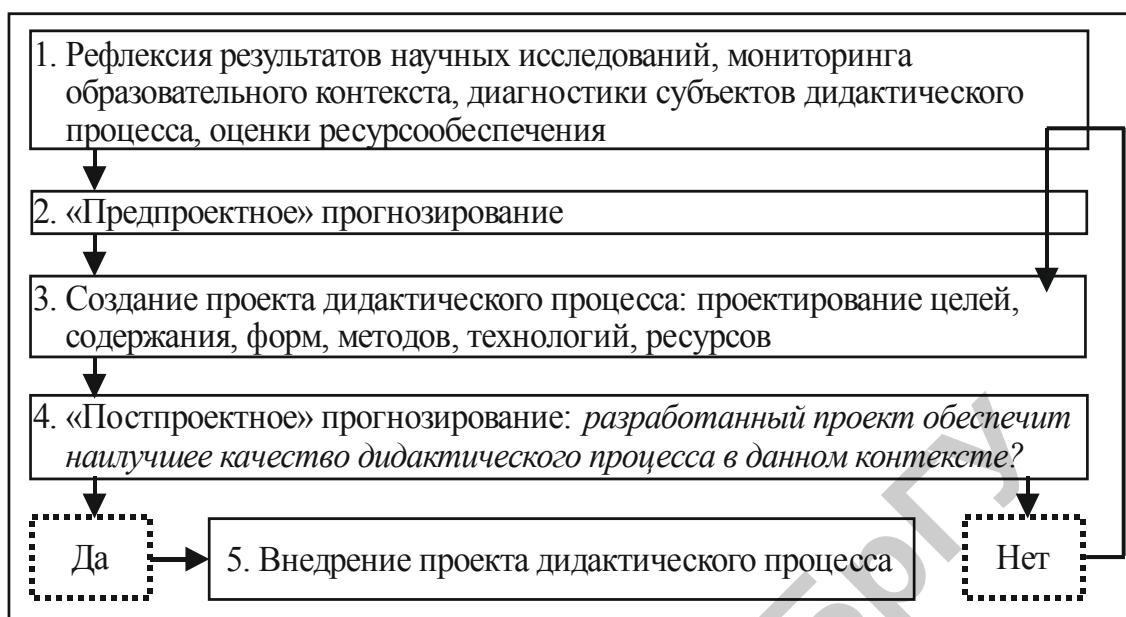 1. Рефлексия результатов научных исследований, мониторинга
образовательного контекста, диагностики субъектов дидактического
процесса, оценки ресурсообеспечения
2. «Предпроектное» прогнозирование
3. Создание проекта дидактического процесса: проектирование целей,
содержания, форм, методов, технологий, ресурсов
4. «Постпроектное» прогнозирование: разработанный проект обеспечит
наилучшее качество дидактического процесса в данном контексте?
Да
5. Внедрение проекта дидактического процесса
Нет